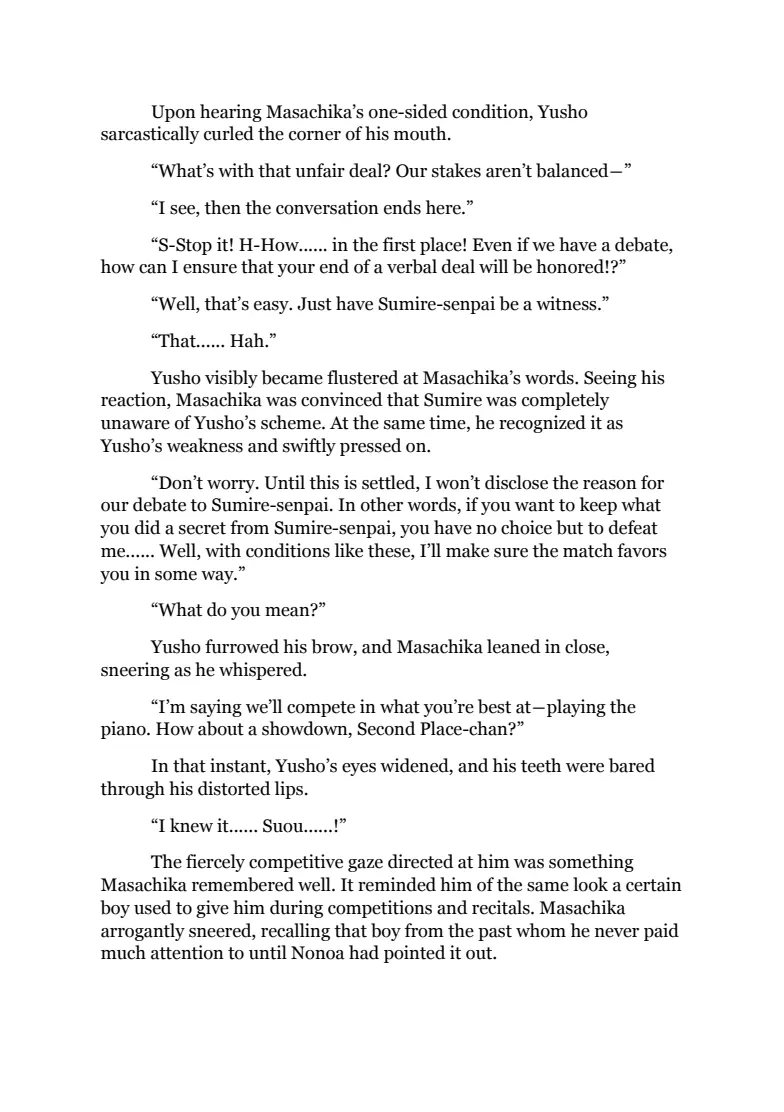 Upon hearing Masachika’s one-sided condition, Yusho
sarcastically curled the corner of his mouth.
“What’s with that unfair deal? Our stakes aren’t balanced―”
“I see, then the conversation ends here.”
“S-Stop it! H-How...... in the first place! Even if we have a debate,
how can I ensure that your end of a verbal deal will be honored!?”
“Well, that’s easy. Just have Sumire-senpai be a witness.”
“That...... Hah.”
Yusho visibly became flustered at Masachika’s words. Seeing his
reaction, Masachika was convinced that Sumire was completely
unaware of Yusho’s scheme. At the same time, he recognized it as
Yusho’s weakness and swiftly pressed on.
“Don’t worry. Until this is settled, I won’t disclose the reason for
our debate to Sumire-senpai. In other words, if you want to keep what
you did a secret from Sumire-senpai, you have no choice but to defeat
me...... Well, with conditions like these, I’ll make sure the match favors
you in some way.”
“What do you mean?”
Yusho furrowed his brow, and Masachika leaned in close,
sneering as he whispered.
“I’m saying we’ll compete in what you’re best at―playing the
piano. How about a showdown, Second Place-chan?”
In that instant, Yusho’s eyes widened, and his teeth were bared
through his distorted lips.
“I knew it...... Suou......!”
The fiercely competitive gaze directed at him was something
Masachika remembered well. It reminded him of the same look a certain
boy used to give him during competitions and recitals. Masachika
arrogantly sneered, recalling that boy from the past whom he never paid
much attention to until Nonoa had pointed it out.